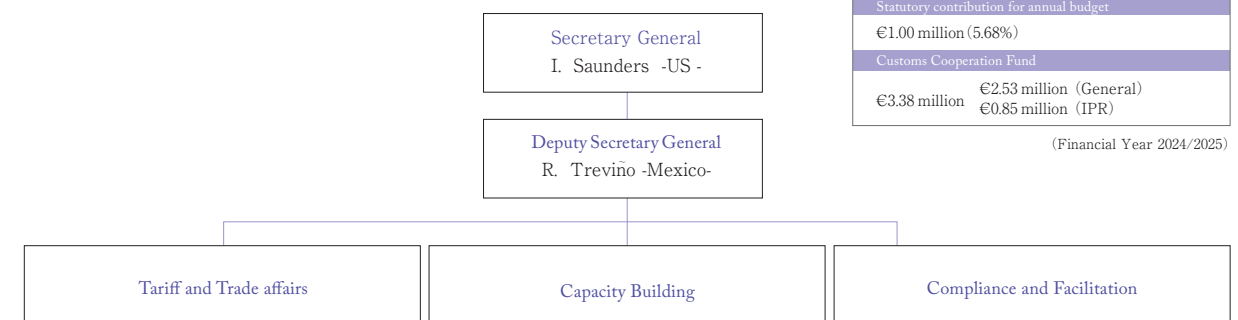 Statutory contribution for annual budget
€1.00 million (5.68%)
Customs Cooperation Fund
€3.38 million
€2.53 million (General)
€0.85 million (IPR)
(Financial Year 2024/2025)
Secretary General
I. Saunders -US -
Deputy Secretary General
R. Treviño -Mexico-
Tariff and Trade affairs
Capacity Building
Compliance and Facilitation